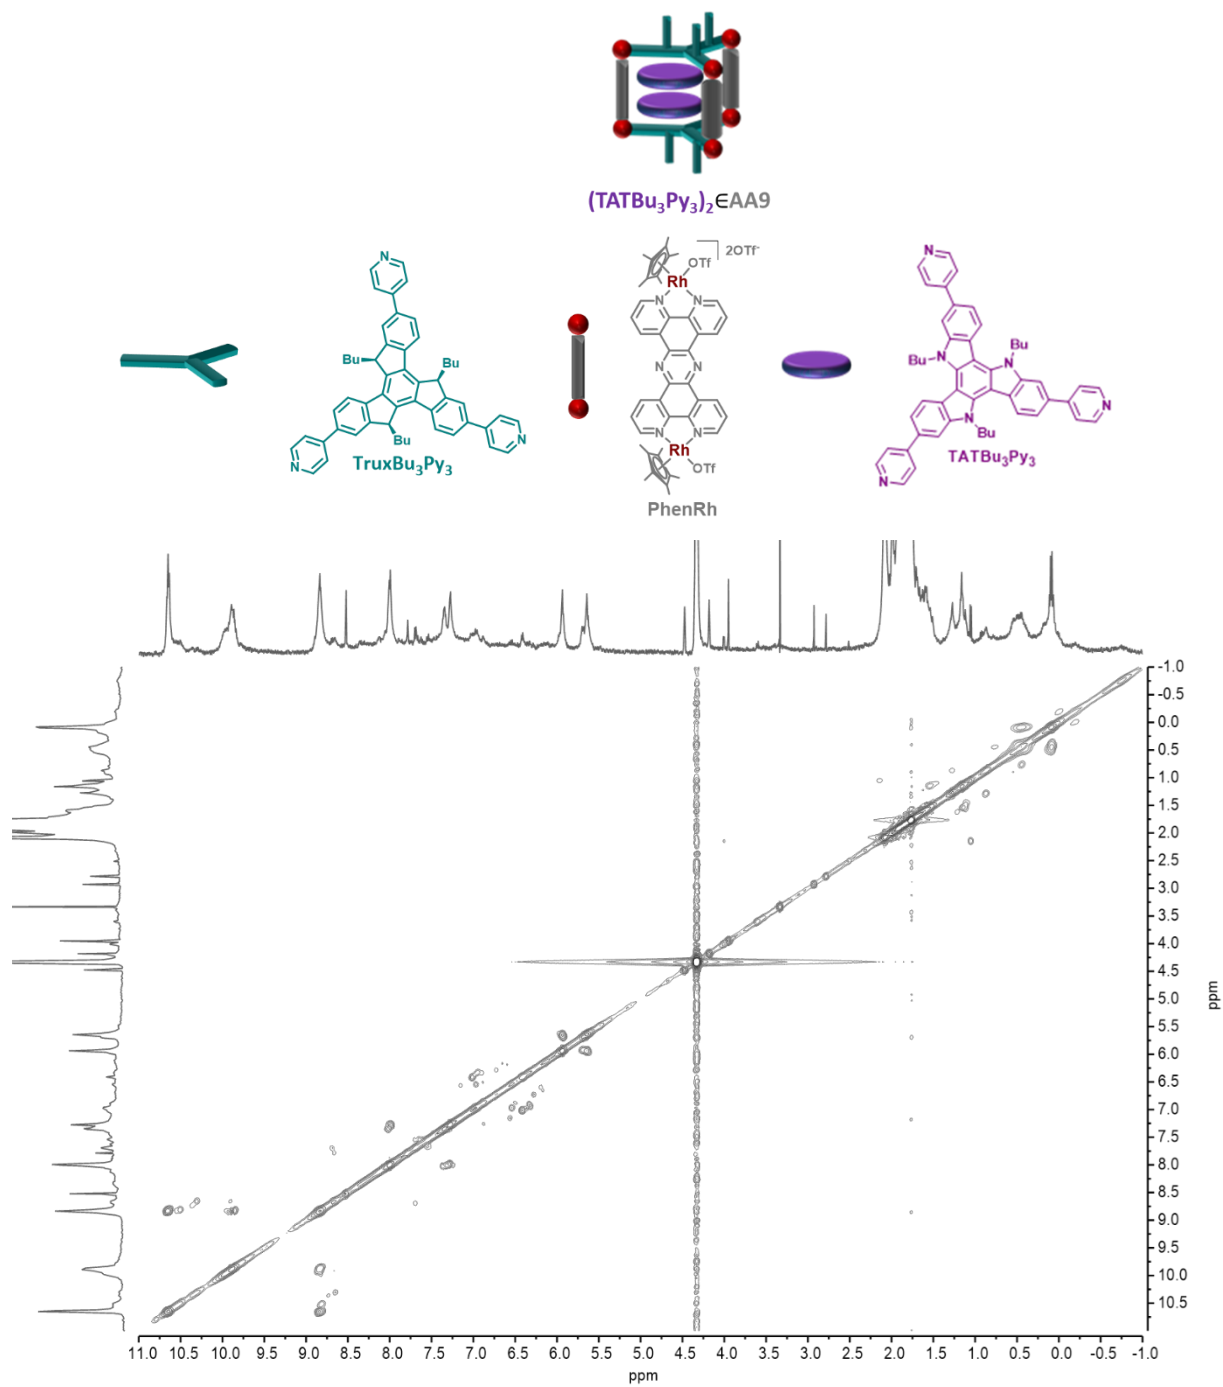 (TATBu₃Py₃)₂∈AA9
N
Bu
Bu
Bu
N
N
TruxBu₃Py₃
2OTf⁻
OTf
Rh
N
N
N
N
N
N
Rh
OTf
PhenRh
N
Bu
N
Bu
N
N
Bu
N
N
TATBu₃Py₃
-1.0
-0.5
0.0
0.5
1.0
1.5
2.0
2.5
3.0
3.5
4.0
4.5
5.0
5.5
6.0
6.5
7.0
7.5
8.0
8.5
9.0
9.5
10.0
10.5
ppm
11.0 10.5 10.0 9.5 9.0 8.5 8.0 7.5 7.0 6.5 6.0 5.5 5.0 4.5 4.0 3.5 3.0 2.5 2.0 1.5 1.0 0.5 0.0 -0.5 -1.0
ppm